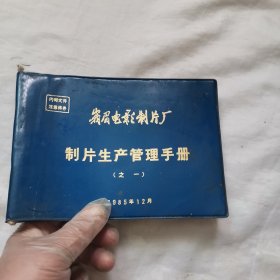 内部文件
注意保存
峨眉电影制片厂
制片生产管理手册
（之一）
1985年12月